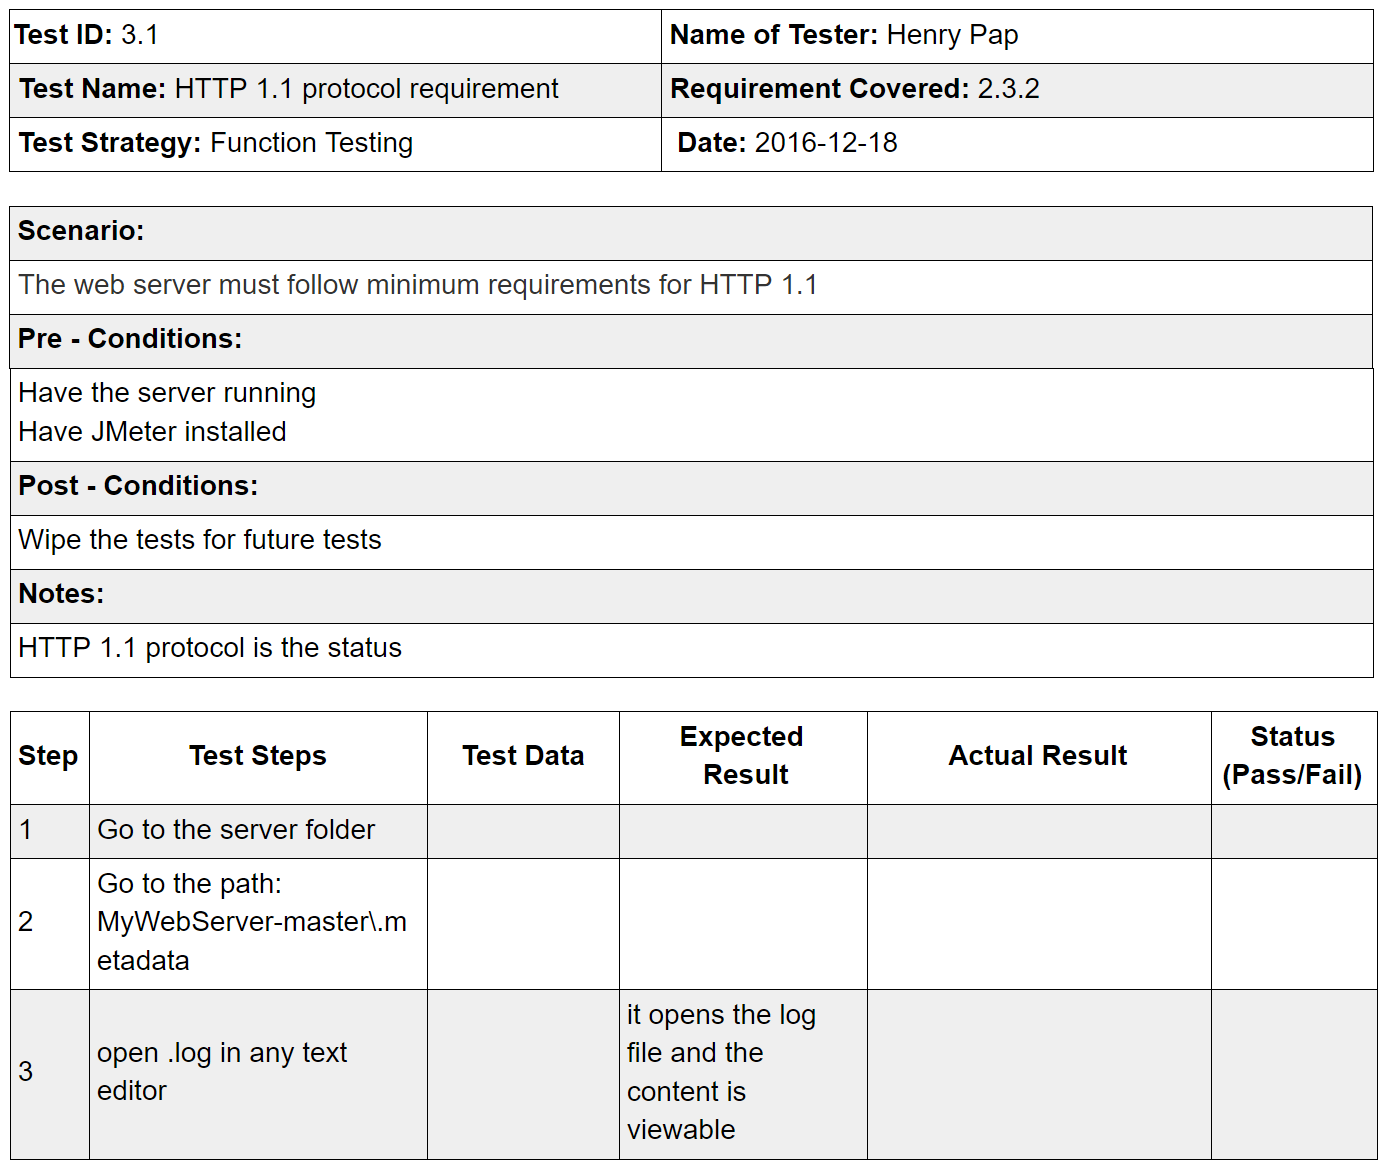 Test ID: 3.1
Name of Tester: Henry Pap
Test Name: HTTP 1.1 protocol requirement
Requirement Covered: 2.3.2
Test Strategy: Function Testing
Date: 2016-12-18
Scenario:
The web server must follow minimum requirements for HTTP 1.1
Pre - Conditions:
Have the server running
Have JMeter installed
Post - Conditions:
Wipe the tests for future tests
Notes:
HTTP 1.1 protocol is the status
Step
Test Steps
Test Data
Expected
Result
Actual Result
Status
(Pass/Fail)
1
Go to the server folder
2
Go to the path:
MyWebServer-master\.m
etadata
3
open .log in any text
editor
it opens the log
file and the
content is
viewable